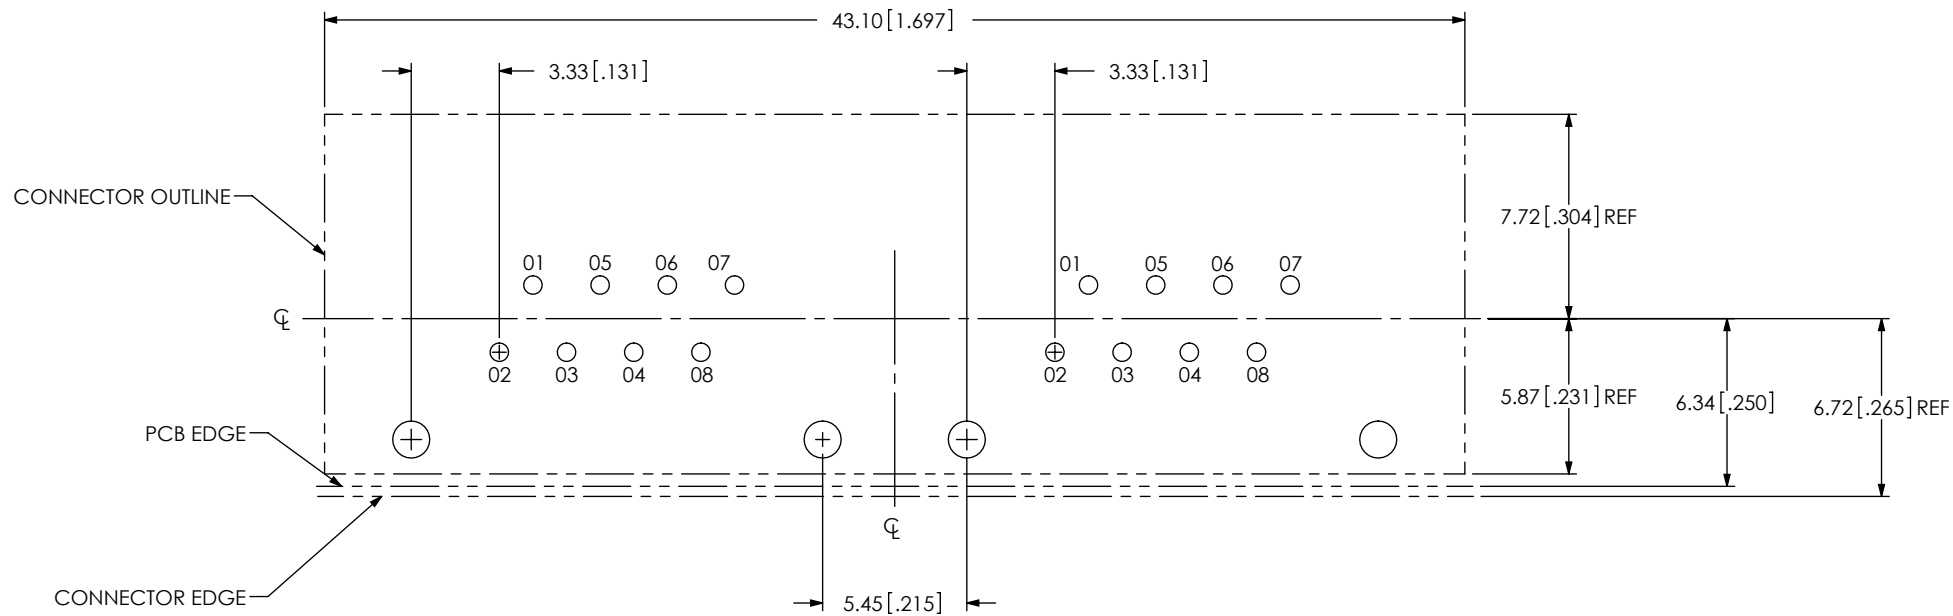 43.10[1.697]
3.33[.131]
3.33[.131]
CONNECTOR OUTLINE
7.72[.304]REF
01 05 06 07
01 05 06 07
℄
02 03 04 08
02 03 04 08
5.87[.231]REF
6.34[.250]
6.72[.265]REF
PCB EDGE
℄
CONNECTOR EDGE
5.45[.215]